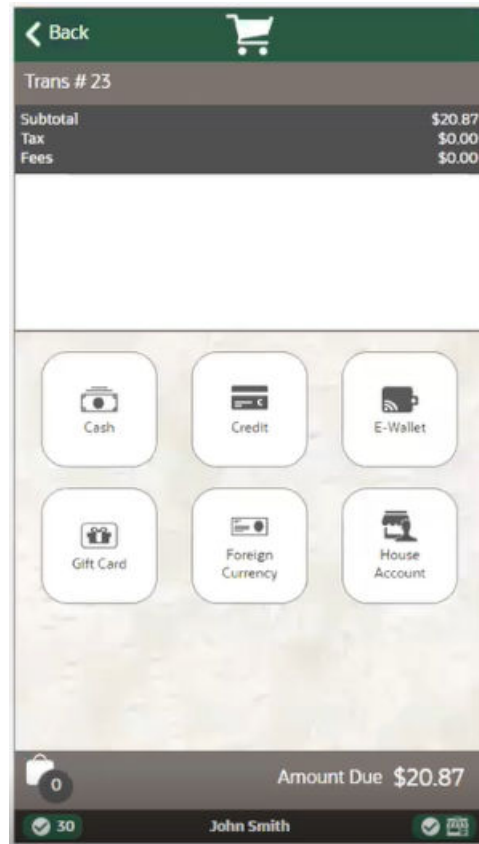 Back
Trans # 23
Subtotal $20.87
Tax $0.00
Fees $0.00
Cash
Credit
E-Wallet
Gift Card
Foreign
Currency
House
Account
0
Amount Due $20.87
30
John Smith